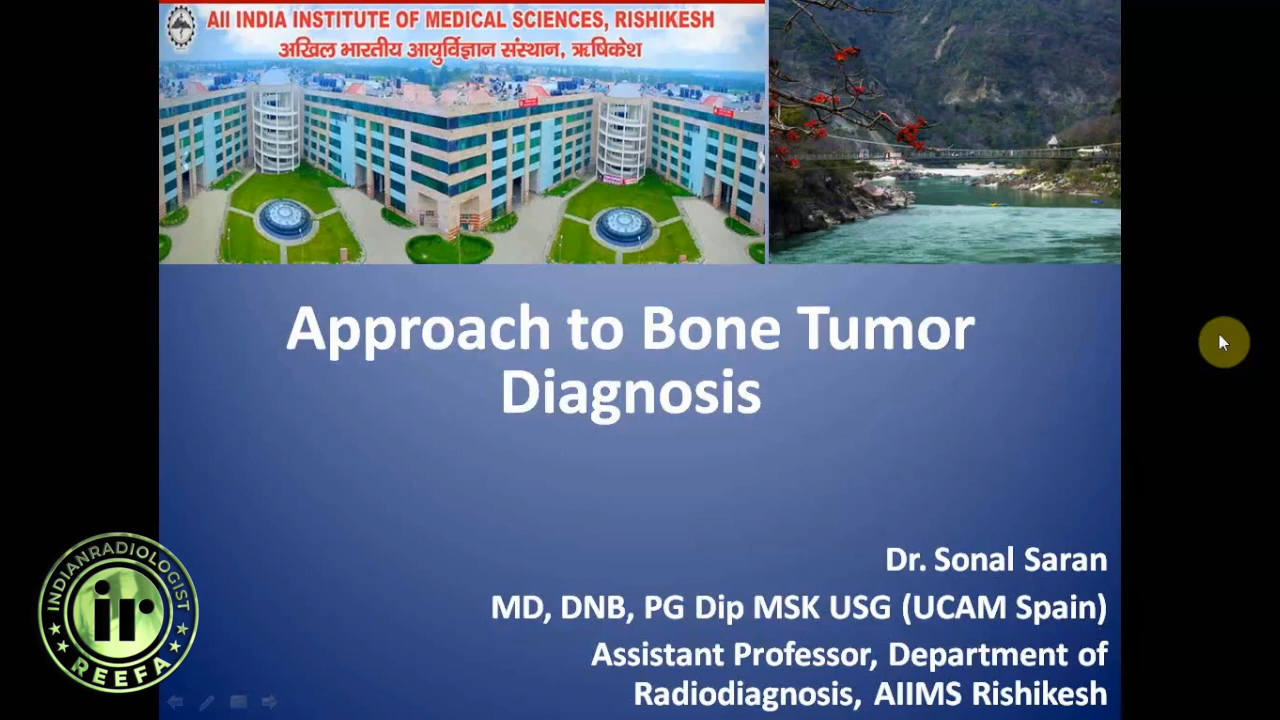 AII INDIA INSTITUTE OF MEDICAL SCIENCES, RISHIKESH
अखिल भारतीय आयुर्विज्ञान संस्थान, ऋषिकेश
Approach to Bone Tumor
Diagnosis
Dr. Sonal Saran
MD, DNB, PG Dip MSK USG (UCAM Spain)
Assistant Professor, Department of
Radiodiagnosis, AIIMS Rishikesh
INDIANRADIOLOGIST
ir
REEFA